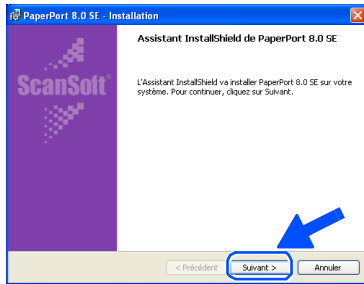 PaperPort 8.0 SE - Installation
Assistant InstallShield de PaperPort 8.0 SE
ScanSoft®
L'Assistant InstallShield va installer PaperPort 8.0 SE sur votre
système. Pour continuer, cliquez sur Suivant.
< Précédent
Suivant >
Annuler